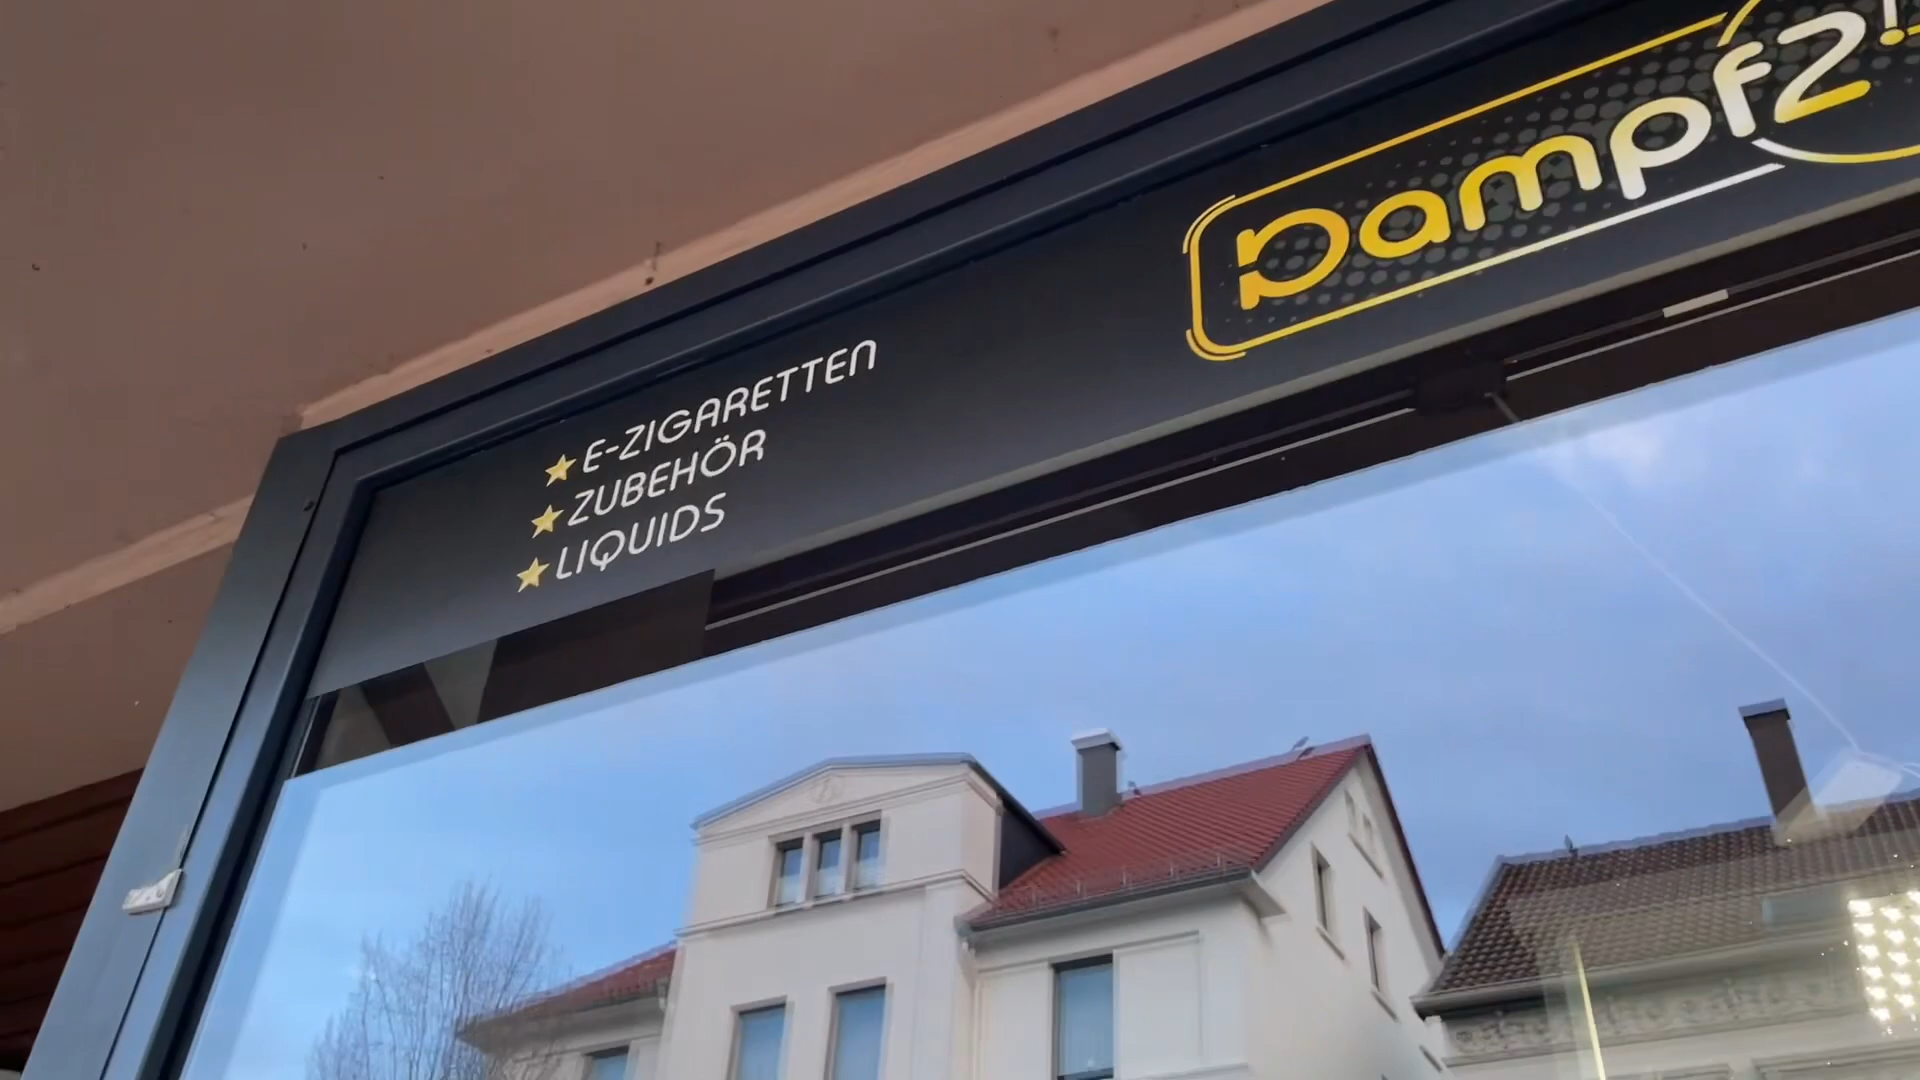 Dampf2!
★ E-ZIGARETTEN
★ ZUBEHÖR
★ LIQUIDS